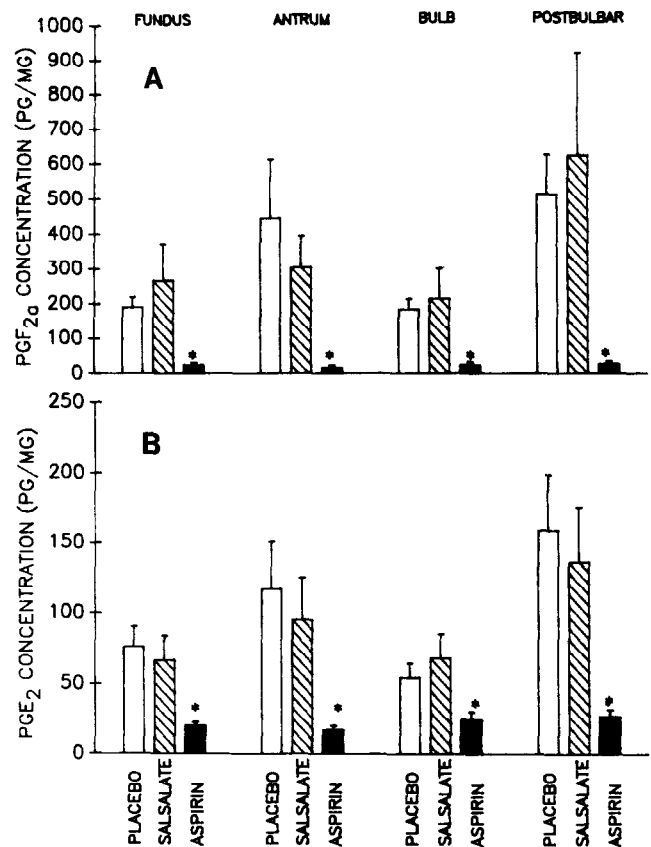 FUNDUS ANTRUM BULB POSTBULBAR
A
PGF2α CONCENTRATION (PG/MG)
1000
900
800
700
600
500
400
300
200
100
0
* * * *
B
PGE2 CONCENTRATION (PG/MG)
250
200
150
100
50
0
* * * *
PLACEBO SALSALATE ASPIRIN PLACEBO SALSALATE ASPIRIN PLACEBO SALSALATE ASPIRIN PLACEBO SALSALATE ASPIRIN